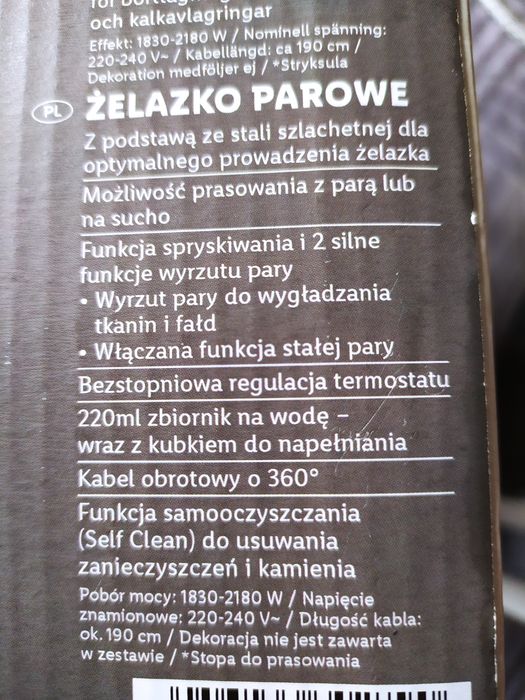 och kalkavlagringar
Effekt: 1830-2180 W / Nominell spänning:
220-240 V~ / Kabellängd: ca 190 cm /
Dekoration medföljer ej / *Stryksula
PL ŻELAZKO PAROWE
Z podstawą ze stali szlachetnej dla
optymalnego prowadzenia żelazka
Możliwość prasowania z parą lub
na sucho
Funkcja spryskiwania i 2 silne
funkcje wyrzutu pary
• Wyrzut pary do wygładzania
tkanin i fałd
• Włączana funkcja stałej pary
Bezstopniowa regulacja termostatu
220ml zbiornik na wodę –
wraz z kubkiem do napełniania
Kabel obrotowy o 360°
Funkcja samooczyszczania
(Self Clean) do usuwania
zanieczyszczeń i kamienia
Pobór mocy: 1830-2180 W / Napięcie
znamionowe: 220-240 V~ / Długość kabla:
ok. 190 cm / Dekoracja nie jest zawarta
w zestawie / *Stopa do prasowania